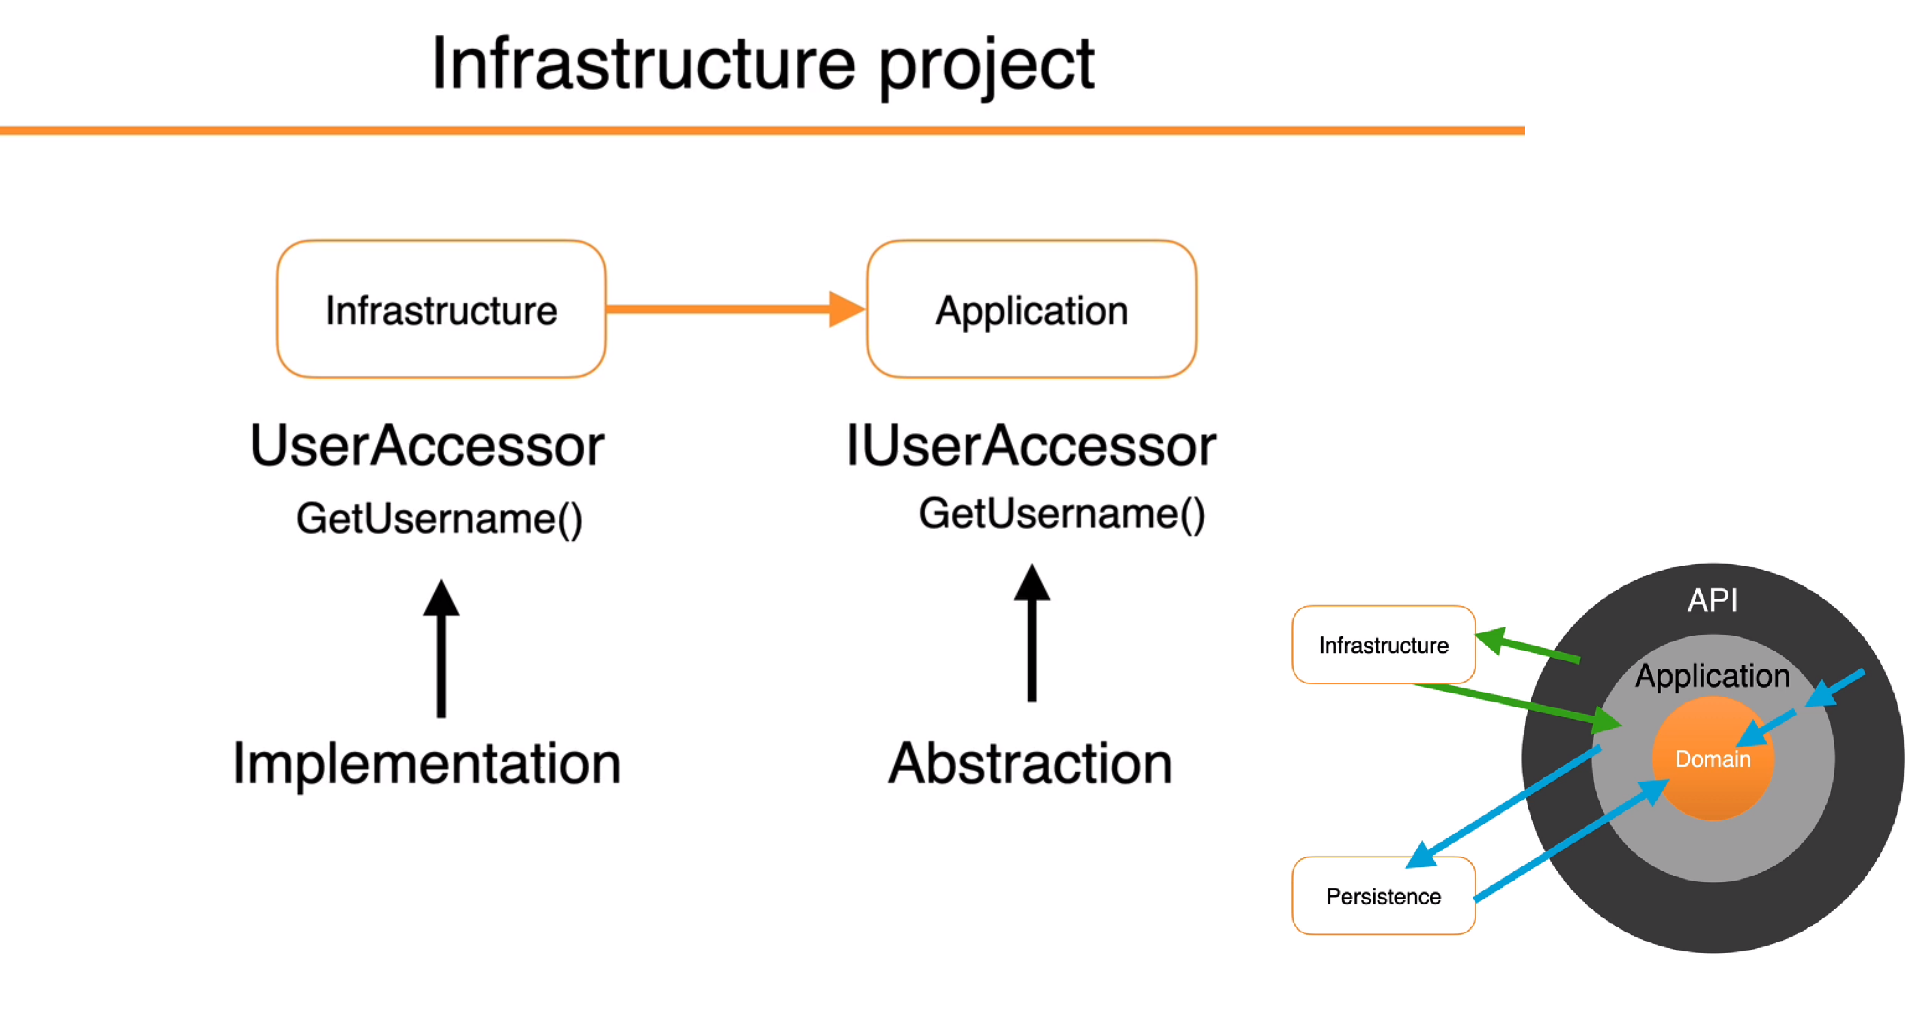 Infrastructure project
Infrastructure
Application
UserAccessor
IUserAccessor
GetUsername()
GetUsername()
Implementation
Abstraction
API
Infrastructure
Application
Domain
Persistence